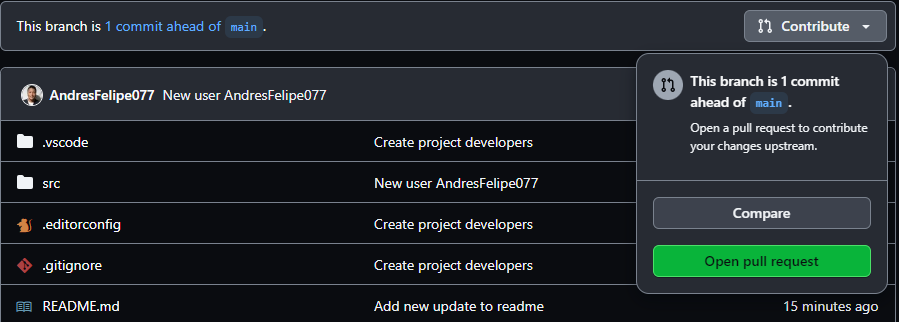 This branch is 1 commit ahead of main .
Contribute
AndresFelipe077 New user AndresFelipe077
This branch is 1 commit
ahead of main .
Open a pull request to contribute
your changes upstream.
Compare
Open pull request
.vscode Create project developers
src New user AndresFelipe077
.editorconfig Create project developers
.gitignore Create project developers
README.md Add new update to readme 15 minutes ago